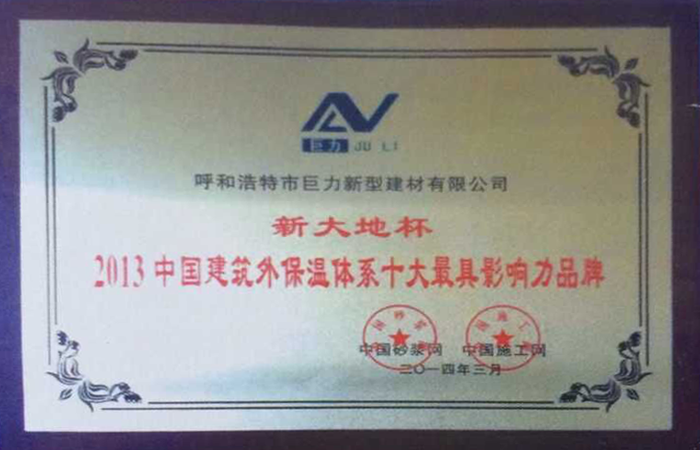 巨力 JU LI
呼和浩特市巨力新型建材有限公司
新大地杯
2013中国建筑外保温体系十大最具影响力品牌
中国砂浆网 中国施工网
二〇一四年三月